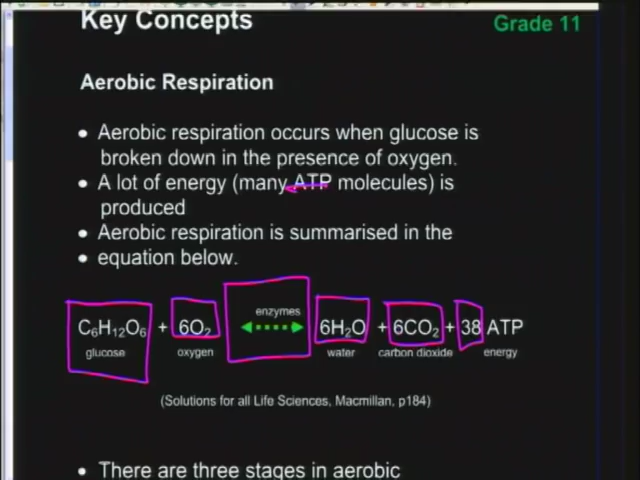 Key Concepts
Grade 11
Aerobic Respiration
• Aerobic respiration occurs when glucose is
broken down in the presence of oxygen.
• A lot of energy (many ATP molecules) is
produced
• Aerobic respiration is summarised in the
• equation below.
enzymes
C₆H₁₂O₆ + 6O₂ 6H₂O + 6CO₂ + 38 ATP
glucose oxygen water carbon dioxide energy
(Solutions for all Life Sciences, Macmillan, p184)
• There are three stages in aerobic